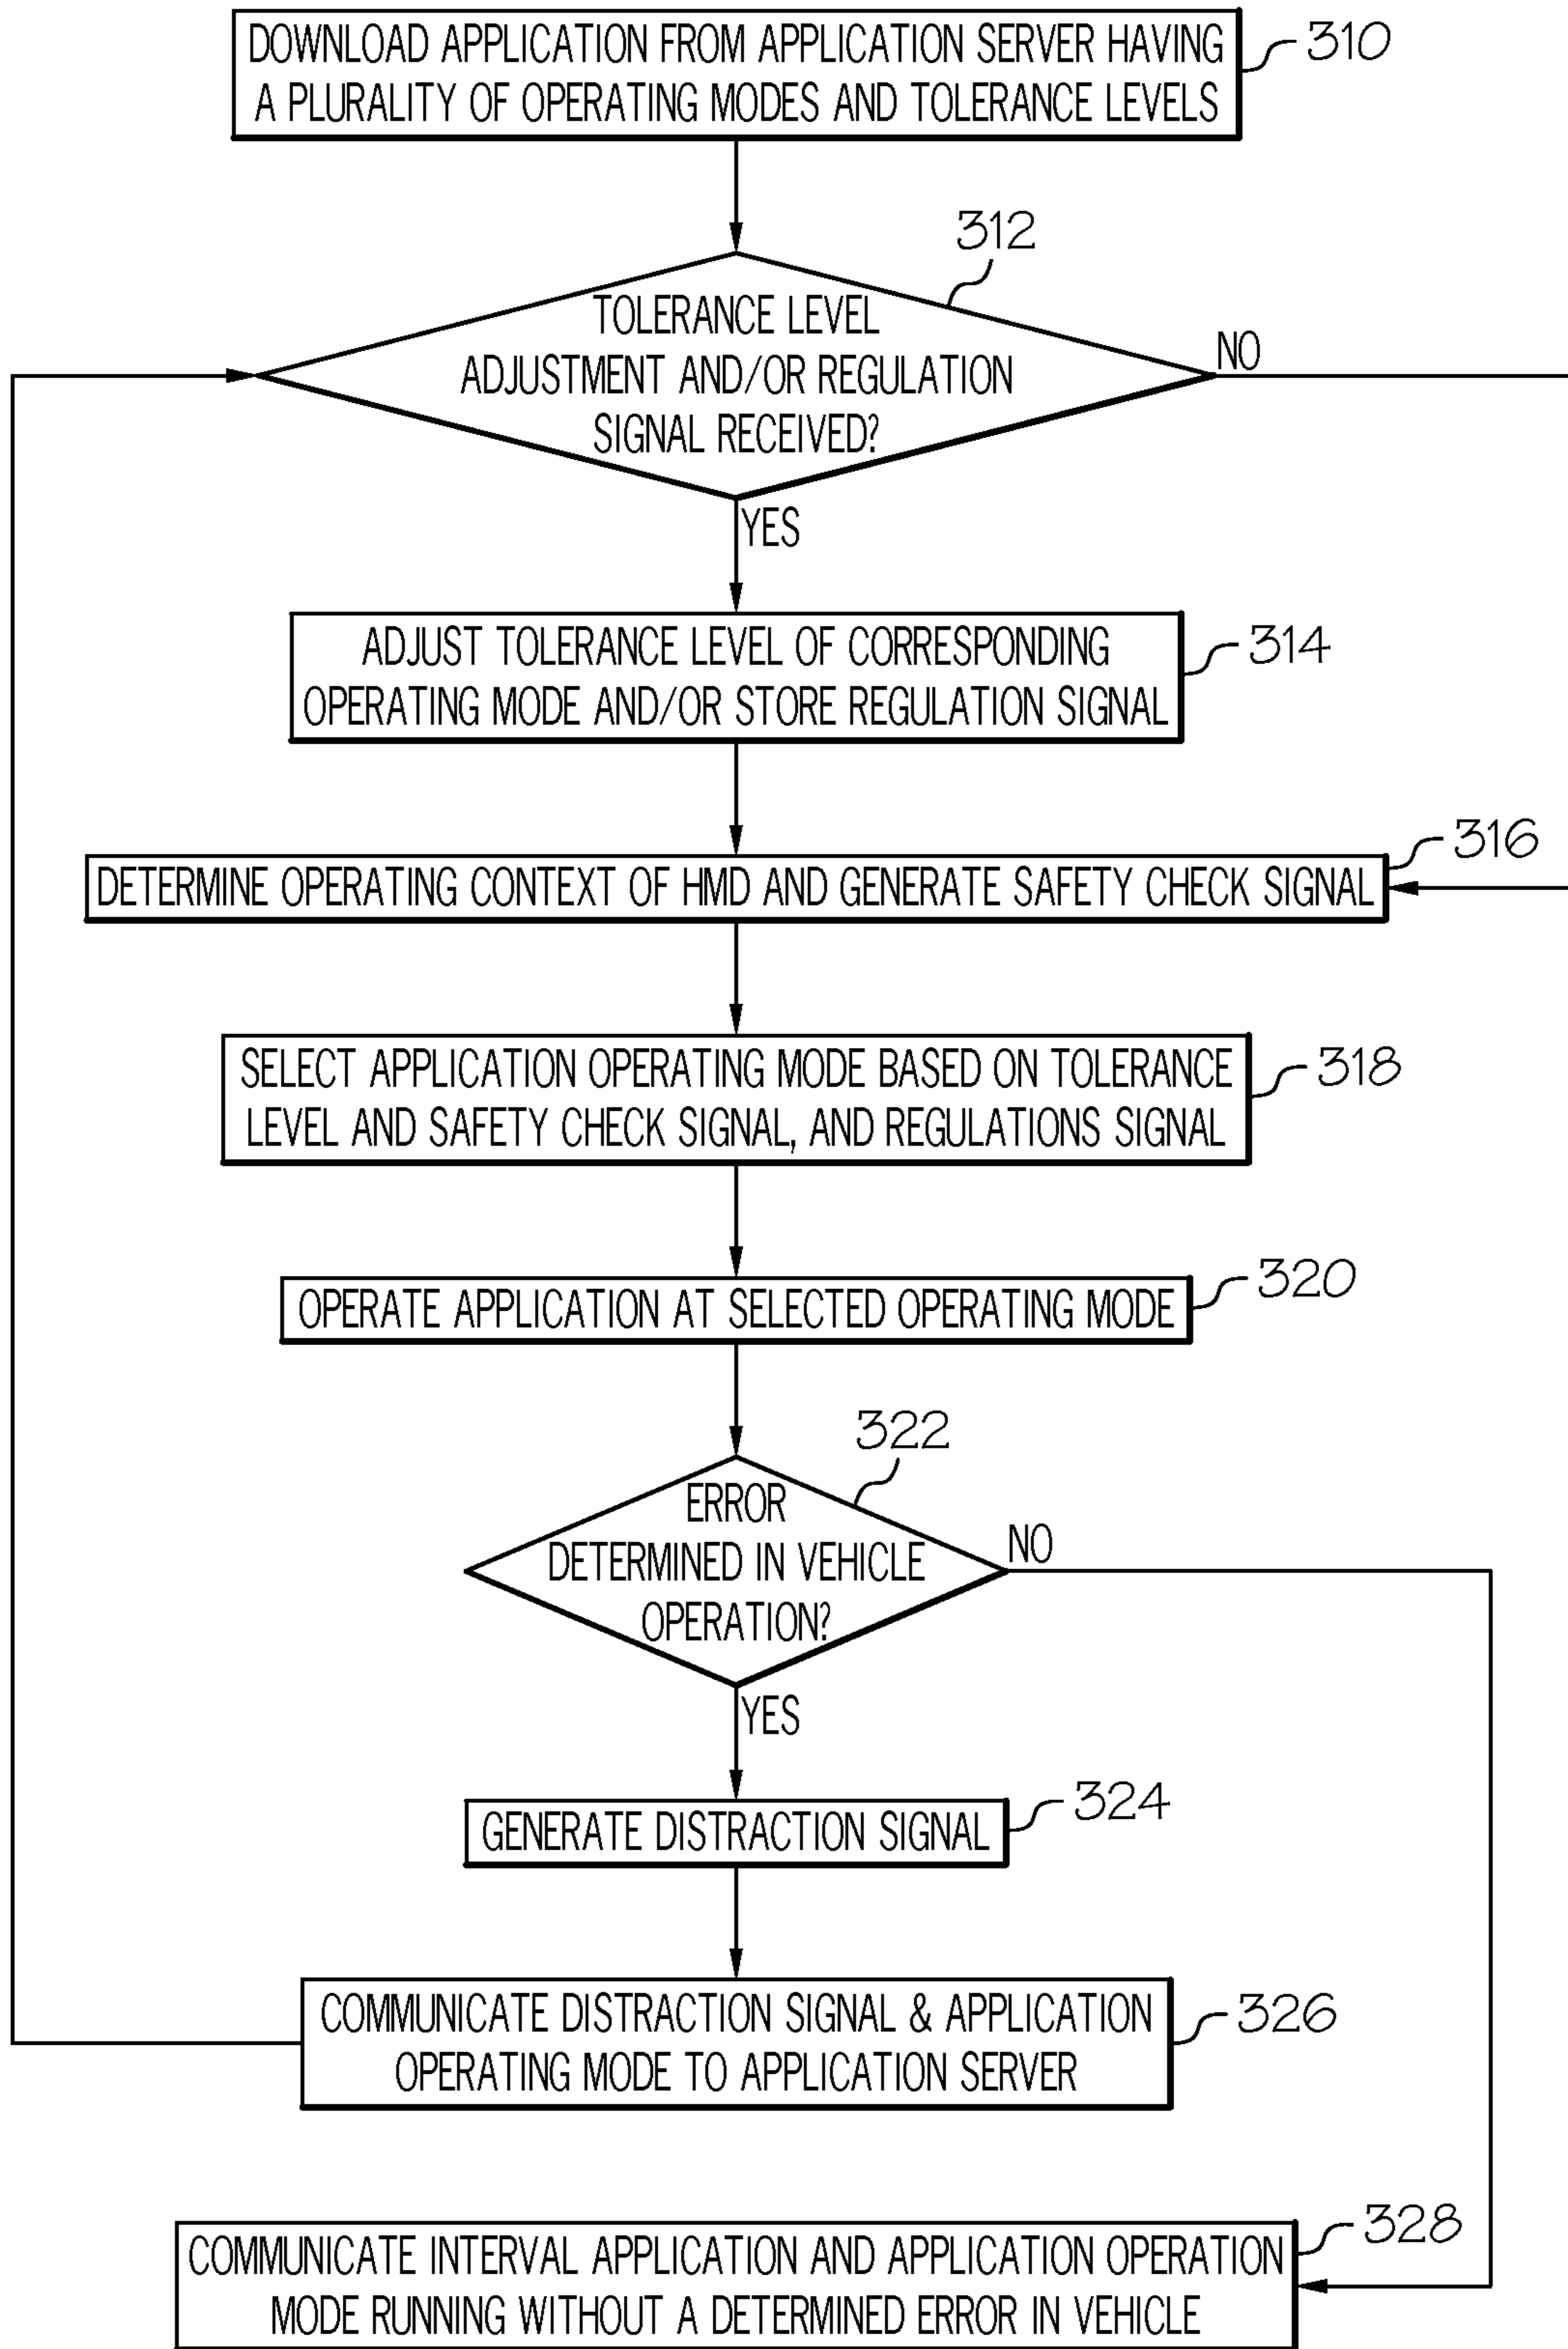 DOWNLOAD APPLICATION FROM APPLICATION SERVER HAVING
A PLURALITY OF OPERATING MODES AND TOLERANCE LEVELS
310
312
TOLERANCE LEVEL
ADJUSTMENT AND/OR REGULATION
SIGNAL RECEIVED?
NO
YES
ADJUST TOLERANCE LEVEL OF CORRESPONDING
OPERATING MODE AND/OR STORE REGULATION SIGNAL
314
DETERMINE OPERATING CONTEXT OF HMD AND GENERATE SAFETY CHECK SIGNAL
316
SELECT APPLICATION OPERATING MODE BASED ON TOLERANCE
LEVEL AND SAFETY CHECK SIGNAL, AND REGULATIONS SIGNAL
318
OPERATE APPLICATION AT SELECTED OPERATING MODE
320
322
ERROR
DETERMINED IN VEHICLE
OPERATION?
NO
YES
GENERATE DISTRACTION SIGNAL
324
COMMUNICATE DISTRACTION SIGNAL & APPLICATION
OPERATING MODE TO APPLICATION SERVER
326
COMMUNICATE INTERVAL APPLICATION AND APPLICATION OPERATION
MODE RUNNING WITHOUT A DETERMINED ERROR IN VEHICLE
328